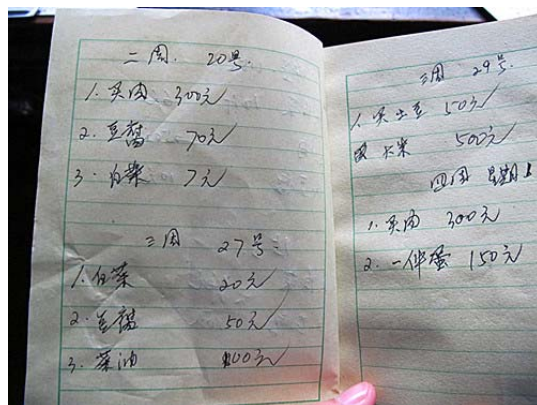 二周. 20号.
1. 买肉 300元
2. 豆腐 70元
3. 白菜 7元
三周 27号
1. 白菜 20元
2. 豆腐 50元
3. 菜油 100元
三周 29号.
1. 买土豆 50元
大米 500元
四周 星期
1. 买肉 300元
2. 一件蛋 150元